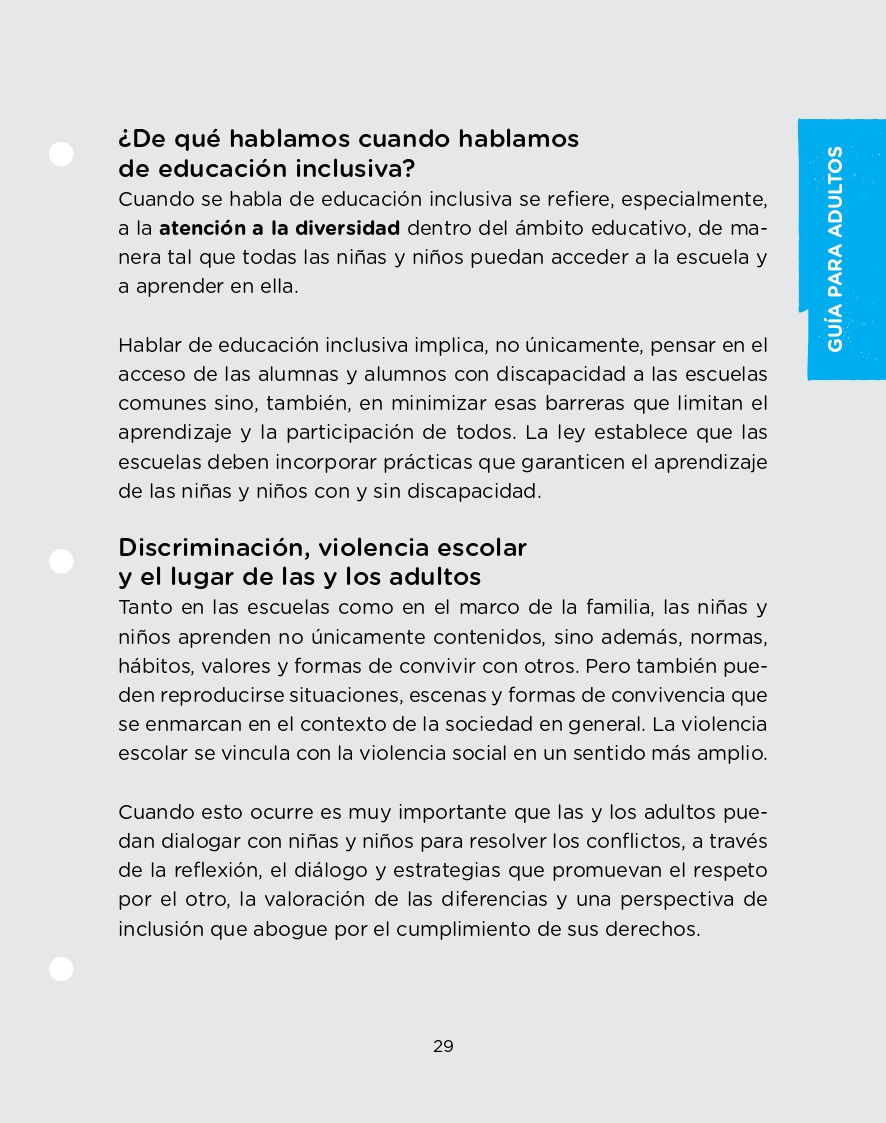 ¿De qué hablamos cuando hablamos
de educación inclusiva?
Cuando se habla de educación inclusiva se refiere, especialmente,
a la atención a la diversidad dentro del ámbito educativo, de ma-
nera tal que todas las niñas y niños puedan acceder a la escuela y
a aprender en ella.
Hablar de educación inclusiva implica, no únicamente, pensar en el
acceso de las alumnas y alumnos con discapacidad a las escuelas
comunes sino, también, en minimizar esas barreras que limitan el
aprendizaje y la participación de todos. La ley establece que las
escuelas deben incorporar prácticas que garanticen el aprendizaje
de las niñas y niños con y sin discapacidad.
Discriminación, violencia escolar
y el lugar de las y los adultos
Tanto en las escuelas como en el marco de la familia, las niñas y
niños aprenden no únicamente contenidos, sino además, normas,
hábitos, valores y formas de convivir con otros. Pero también pue-
den reproducirse situaciones, escenas y formas de convivencia que
se enmarcan en el contexto de la sociedad en general. La violencia
escolar se vincula con la violencia social en un sentido más amplio.
Cuando esto ocurre es muy importante que las y los adultos pue-
dan dialogar con niñas y niños para resolver los conflictos, a través
de la reflexión, el diálogo y estrategias que promuevan el respeto
por el otro, la valoración de las diferencias y una perspectiva de
inclusión que abogue por el cumplimiento de sus derechos.
GUÍA PARA ADULTOS
29